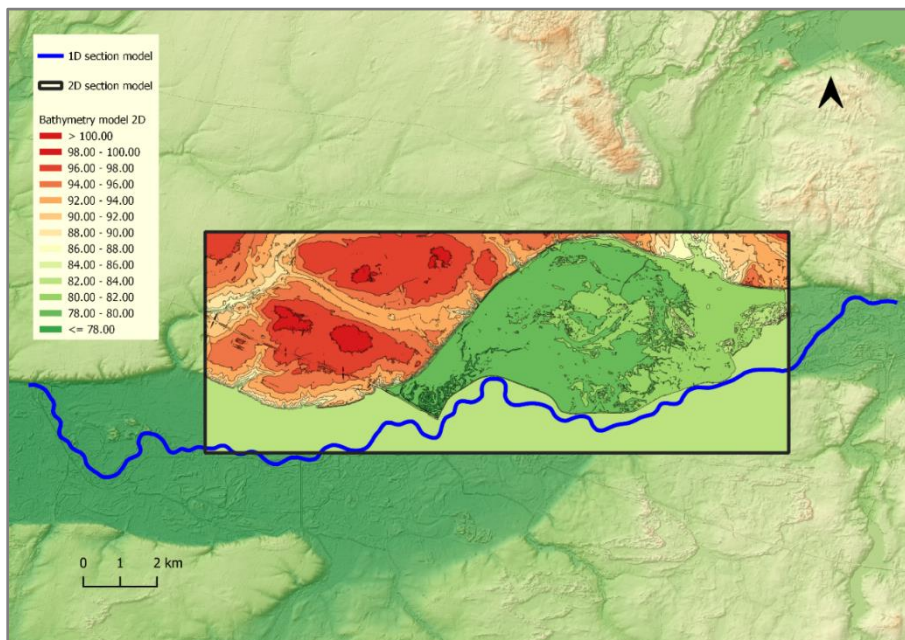 1D section model
2D section model
Bathymetry model 2D
> 100.00
98.00 - 100.00
96.00 - 98.00
94.00 - 96.00
92.00 - 94.00
90.00 - 92.00
88.00 - 90.00
86.00 - 88.00
84.00 - 86.00
82.00 - 84.00
80.00 - 82.00
78.00 - 80.00
<= 78.00
0 1 2 km